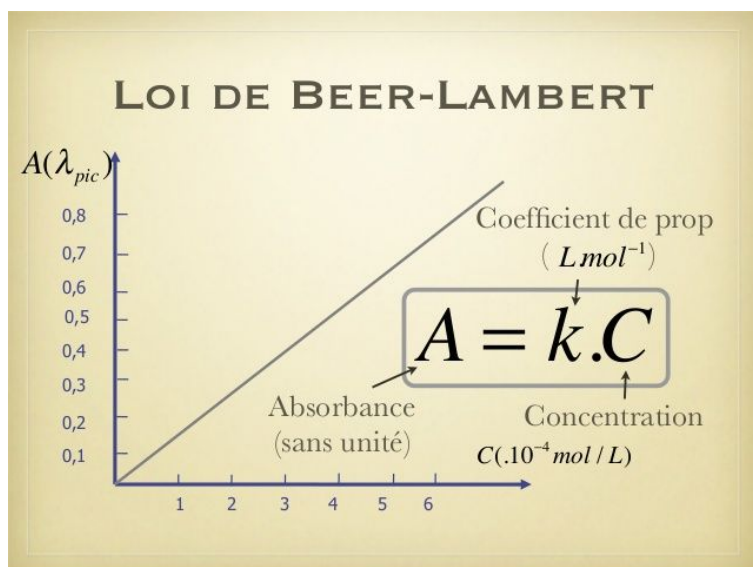 LOI DE BEER-LAMBERT
A(λpic)
0,8
0,7
0,6
0,5
0,4
0,3
0,2
0,1
Coefficient de prop
( L.mol⁻¹)
A = k.C
Absorbance
(sans unité)
Concentration
C(.10⁻⁴ mol / L)
1 2 3 4 5 6